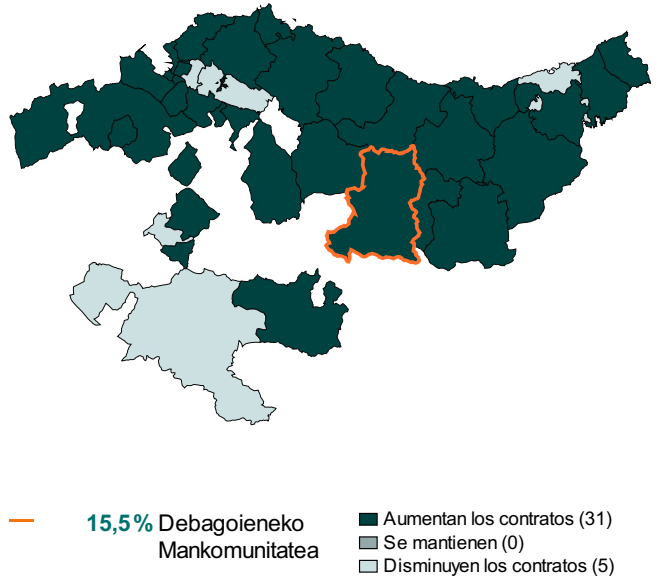 15,5% Debagoieneko
Mankomunitatea
Aumentan los contratos (31)
Se mantienen (0)
Disminuyen los contratos (5)